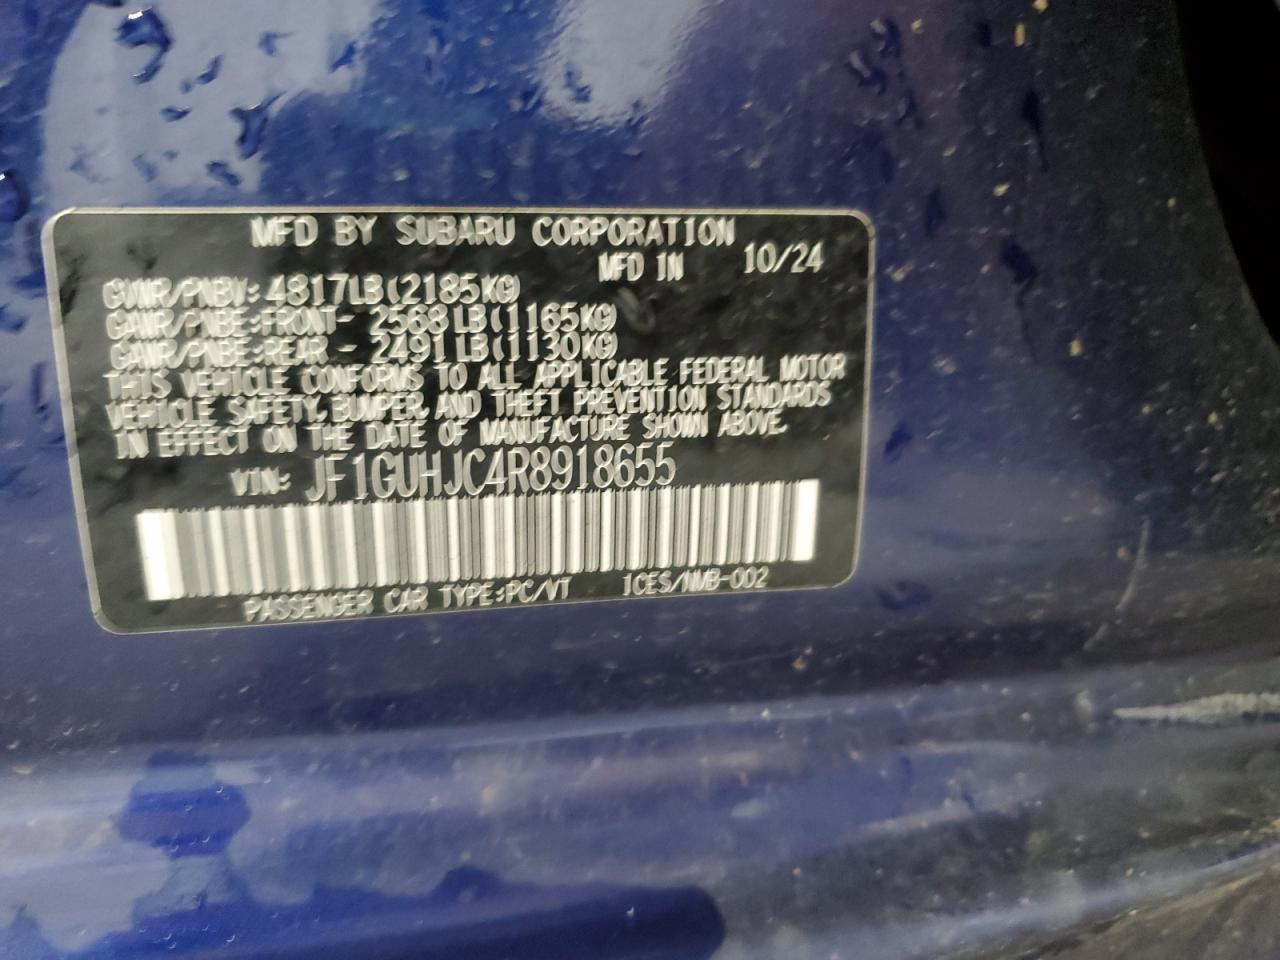 MFD BY SUBARU CORPORATION
MFD IN 10/24
GVWR/PNBV: 4817LB(2185KG)
GAWR/PNBE:FRONT- 2568LB(1165KG)
GAWR/PNBE:REAR - 2491LB(1130KG)
THIS VEHICLE CONFORMS TO ALL APPLICABLE FEDERAL MOTOR
VEHICLE SAFETY, BUMPER, AND THEFT PREVENTION STANDARDS
IN EFFECT ON THE DATE OF MANUFACTURE SHOWN ABOVE.
VIN: JF1GUHJC4R8918655
PASSENGER CAR TYPE:PC/VT ICES/NMB-002